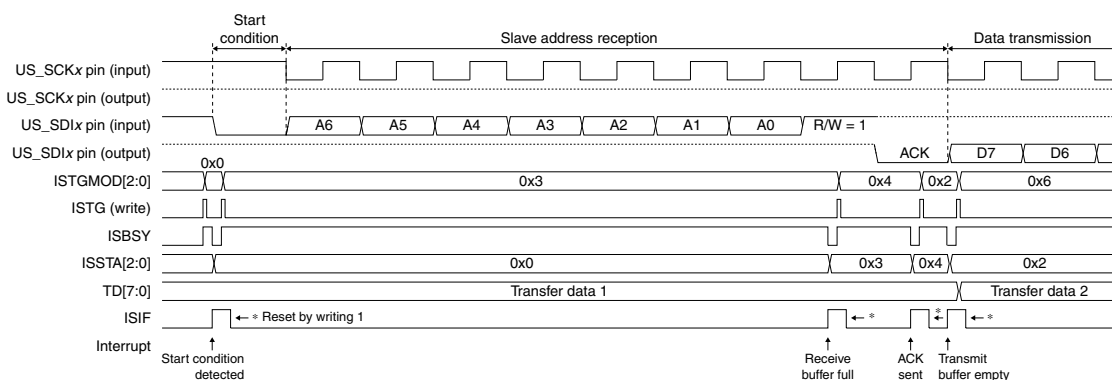 Start
condition
Slave address reception
Data transmission
US_SCKx pin (input)
US_SCKx pin (output)
US_SDIx pin (input) A6 A5 A4 A3 A2 A1 A0 R/W = 1
US_SDIx pin (output) ACK D7 D6
0x0
ISTGMOD[2:0] 0x3 0x4 0x2 0x6
ISTG (write)
ISBSY
ISSTA[2:0] 0x0 0x3 0x4 0x2
TD[7:0] Transfer data 1 Transfer data 2
ISIF * Reset by writing 1 * * *
Interrupt
Start condition
detected
Receive
buffer full
ACK
sent
Transmit
buffer empty